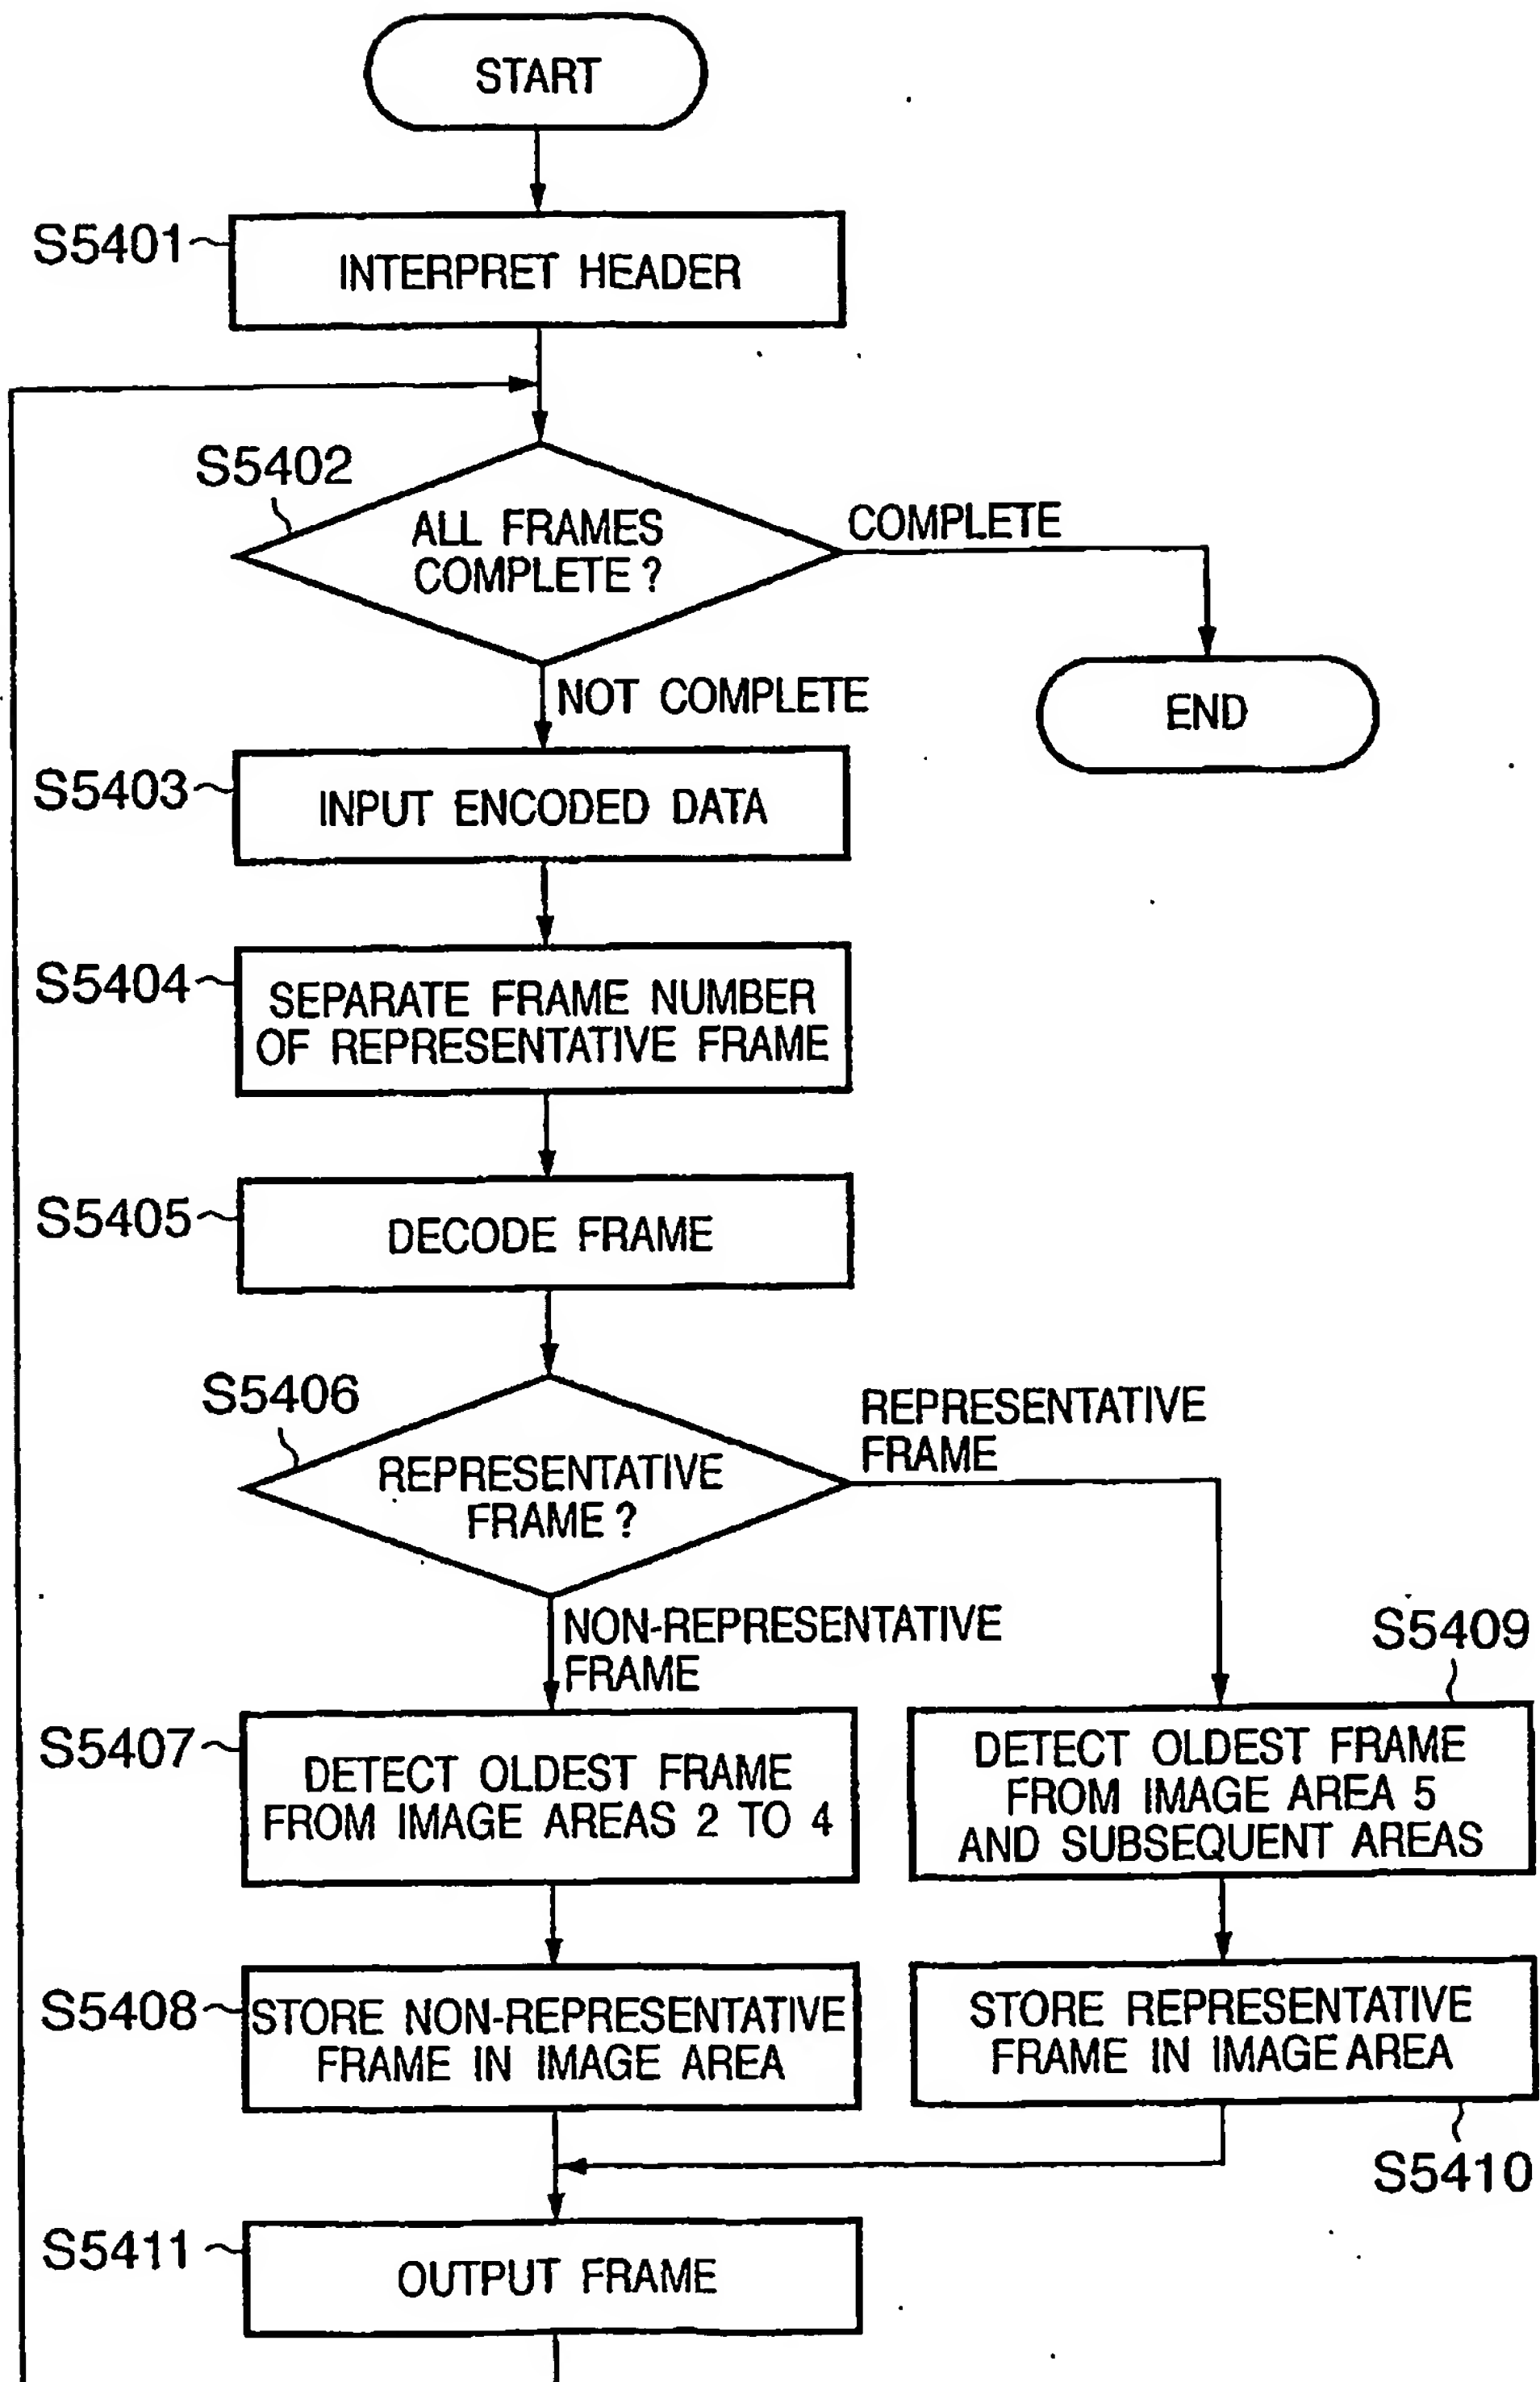 START
S5401
INTERPRET HEADER
S5402
ALL FRAMES
COMPLETE ?
COMPLETE
END
NOT COMPLETE
S5403
INPUT ENCODED DATA
S5404
SEPARATE FRAME NUMBER
OF REPRESENTATIVE FRAME
S5405
DECODE FRAME
S5406
REPRESENTATIVE
FRAME ?
REPRESENTATIVE
FRAME
NON-REPRESENTATIVE
FRAME
S5407
DETECT OLDEST FRAME
FROM IMAGE AREAS 2 TO 4
S5409
DETECT OLDEST FRAME
FROM IMAGE AREA 5
AND SUBSEQUENT AREAS
S5408
STORE NON-REPRESENTATIVE
FRAME IN IMAGE AREA
STORE REPRESENTATIVE
FRAME IN IMAGE AREA
S5410
S5411
OUTPUT FRAME